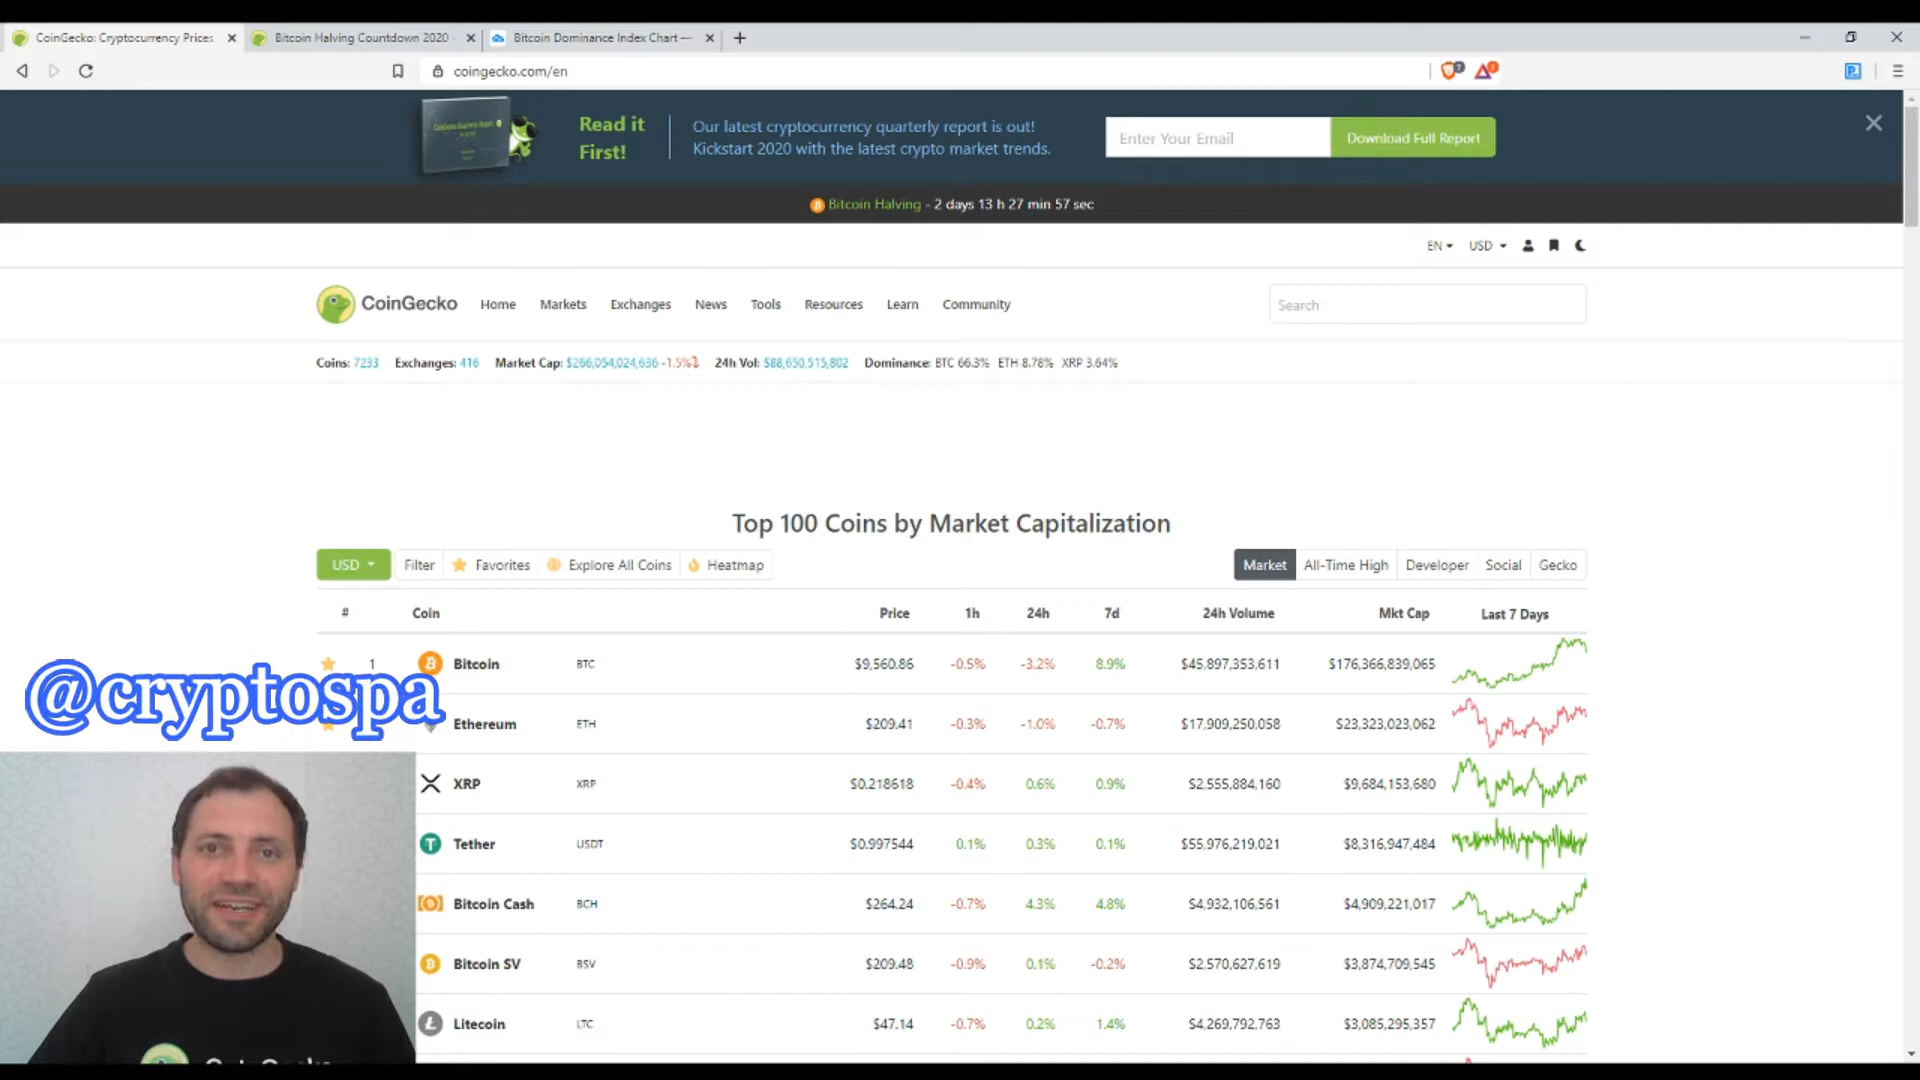 CoinGecko: Cryptocurrency Prices
Bitcoin Halving Countdown 2020 -
Bitcoin Dominance Index Chart —
coingecko.com/en
Read it
First!
Our latest cryptocurrency quarterly report is out!
Kickstart 2020 with the latest crypto market trends.
Enter Your Email
Download Full Report
Bitcoin Halving - 2 days 13 h 27 min 57 sec
EN USD
CoinGecko Home Markets Exchanges News Tools Resources Learn Community Search
Coins: 7233 Exchanges: 416 Market Cap: $266,054,024,636 -1.5% 24h Vol: $88,650,515,802 Dominance: BTC 66.3% ETH 8.78% XRP 3.64%
Top 100 Coins by Market Capitalization
USD Filter Favorites Explore All Coins Heatmap Market All-Time High Developer Social Gecko
# Coin Price 1h 24h 7d 24h Volume Mkt Cap Last 7 Days
1 Bitcoin BTC $9,560.86 -0.5% -3.2% 8.9% $45,897,353,611 $176,366,839,065
@cryptospa
Ethereum ETH $209.41 -0.3% -1.0% -0.7% $17,909,250,058 $23,323,023,062
XRP XRP $0.218618 -0.4% 0.6% 0.9% $2,555,884,160 $9,684,153,680
Tether USDT $0.997544 0.1% 0.3% 0.1% $55,976,219,021 $8,316,947,484
Bitcoin Cash BCH $264.24 -0.7% 4.3% 4.8% $4,932,106,561 $4,909,221,017
Bitcoin SV BSV $209.48 -0.9% 0.1% -0.2% $2,570,627,619 $3,874,709,545
Litecoin LTC $47.14 -0.7% 0.2% 1.4% $4,269,792,763 $3,085,295,357